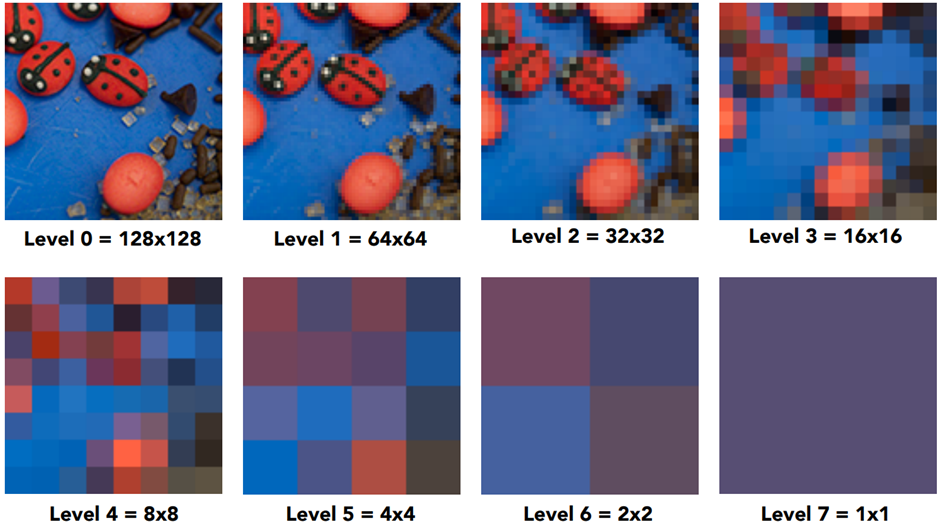 Level 0 = 128x128
Level 1 = 64x64
Level 2 = 32x32
Level 3 = 16x16
Level 4 = 8x8
Level 5 = 4x4
Level 6 = 2x2
Level 7 = 1x1